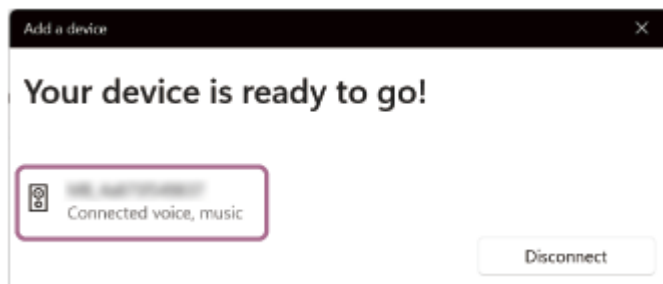 Add a device
Your device is ready to go!
Connected voice, music
Disconnect